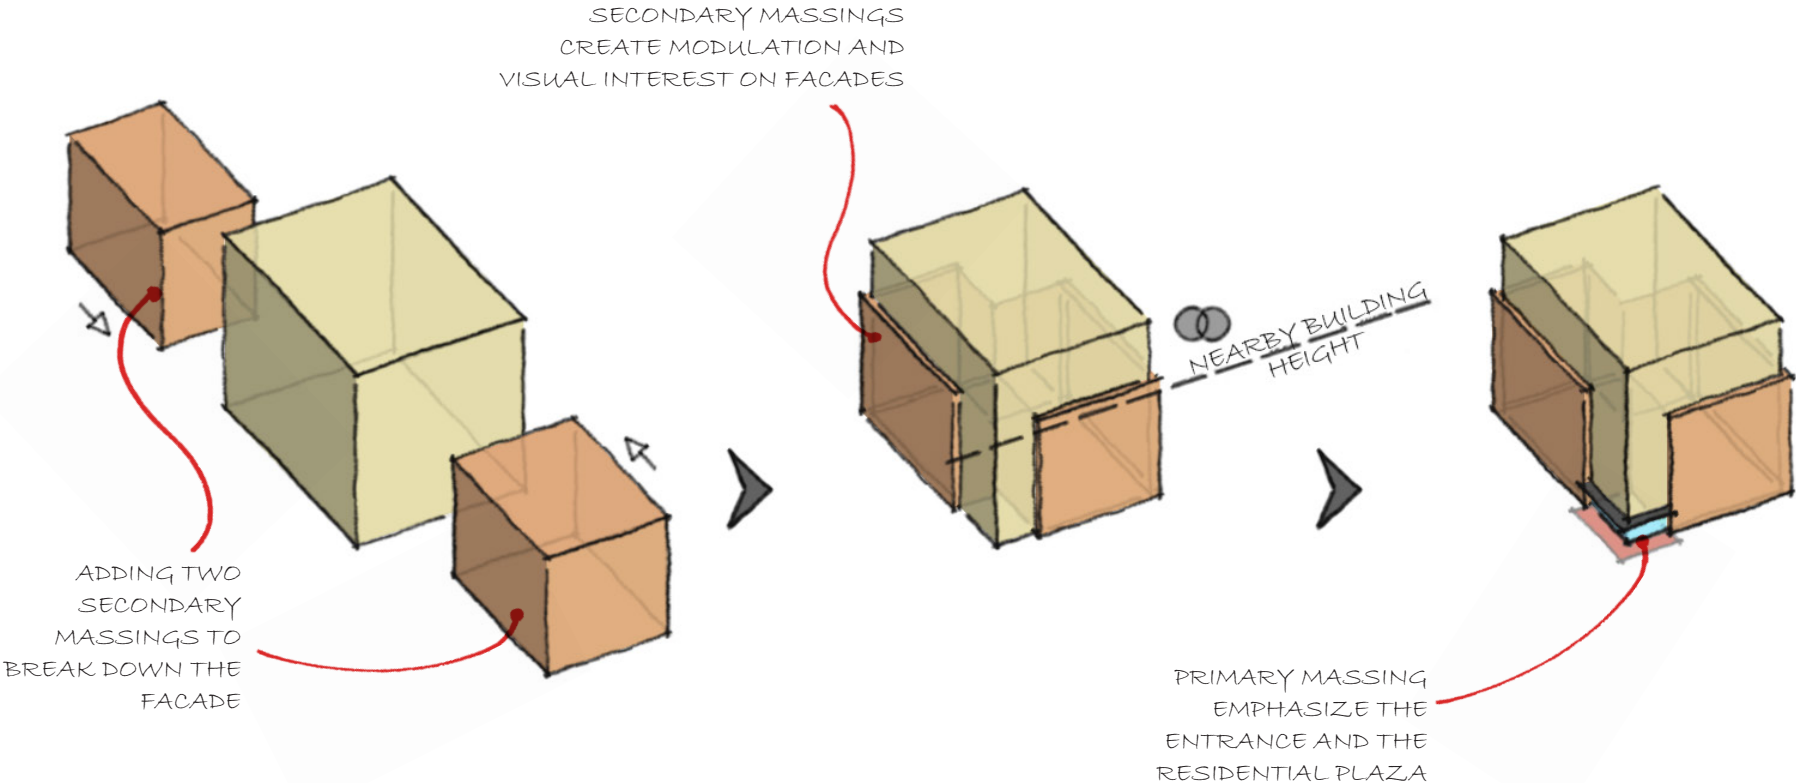 SECONDARY MASSINGS
CREATE MODULATION AND
VISUAL INTEREST ON FACADES
NEARBY BUILDING
HEIGHT
ADDING TWO
SECONDARY
MASSINGS TO
BREAK DOWN THE
FACADE
PRIMARY MASSING
EMPHASIZE THE
ENTRANCE AND THE
RESIDENTIAL PLAZA